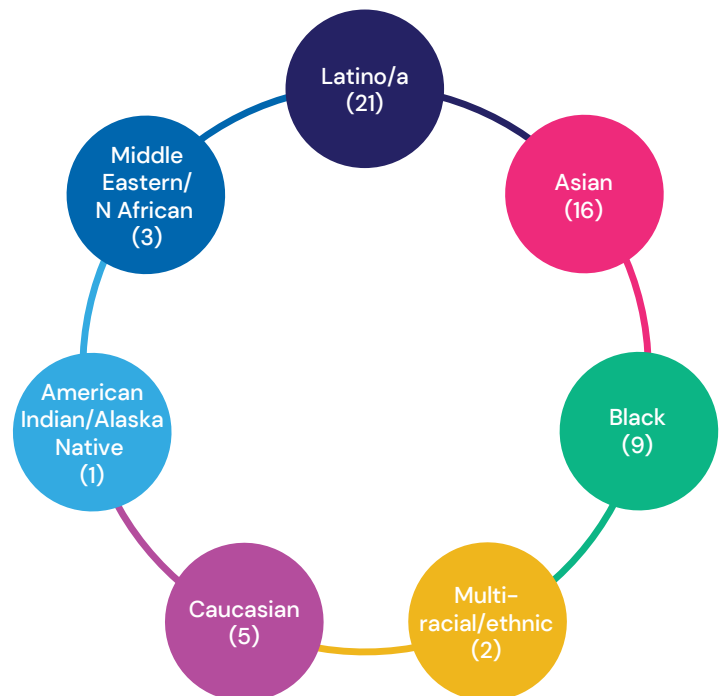 Latino/a
(21)
Asian
(16)
Black
(9)
Multi-
racial/ethnic
(2)
Caucasian
(5)
American
Indian/Alaska
Native
(1)
Middle
Eastern/
N African
(3)